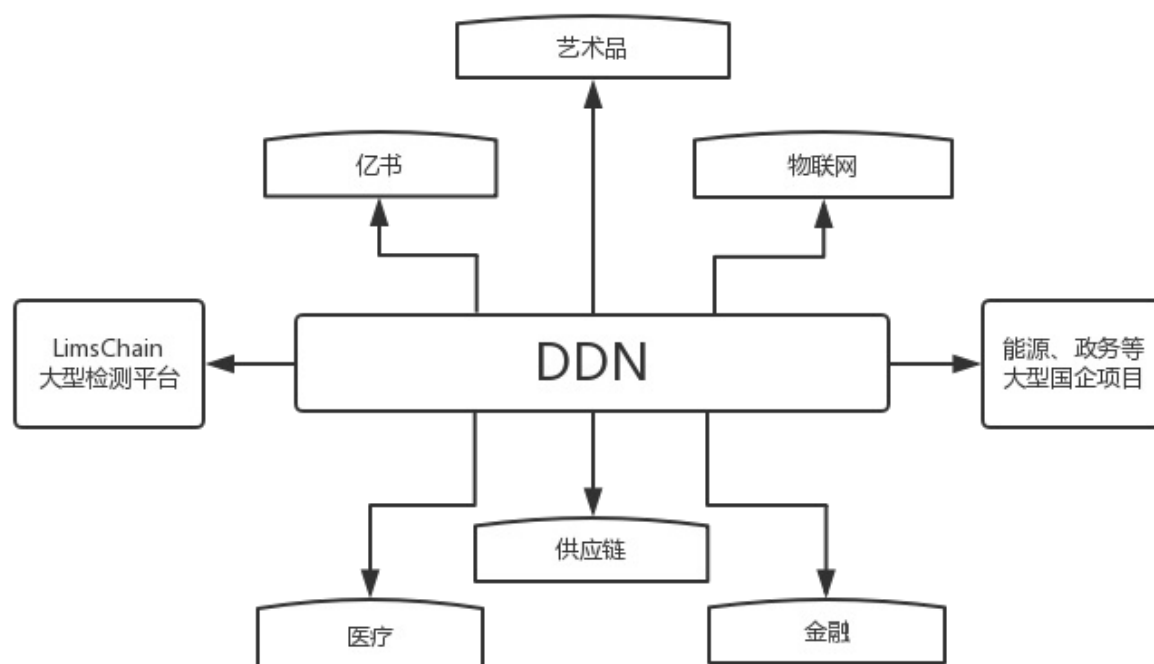 艺术品
亿书
物联网
LimsChain
大型检测平台
DDN
能源、政务等
大型国企项目
供应链
医疗
金融